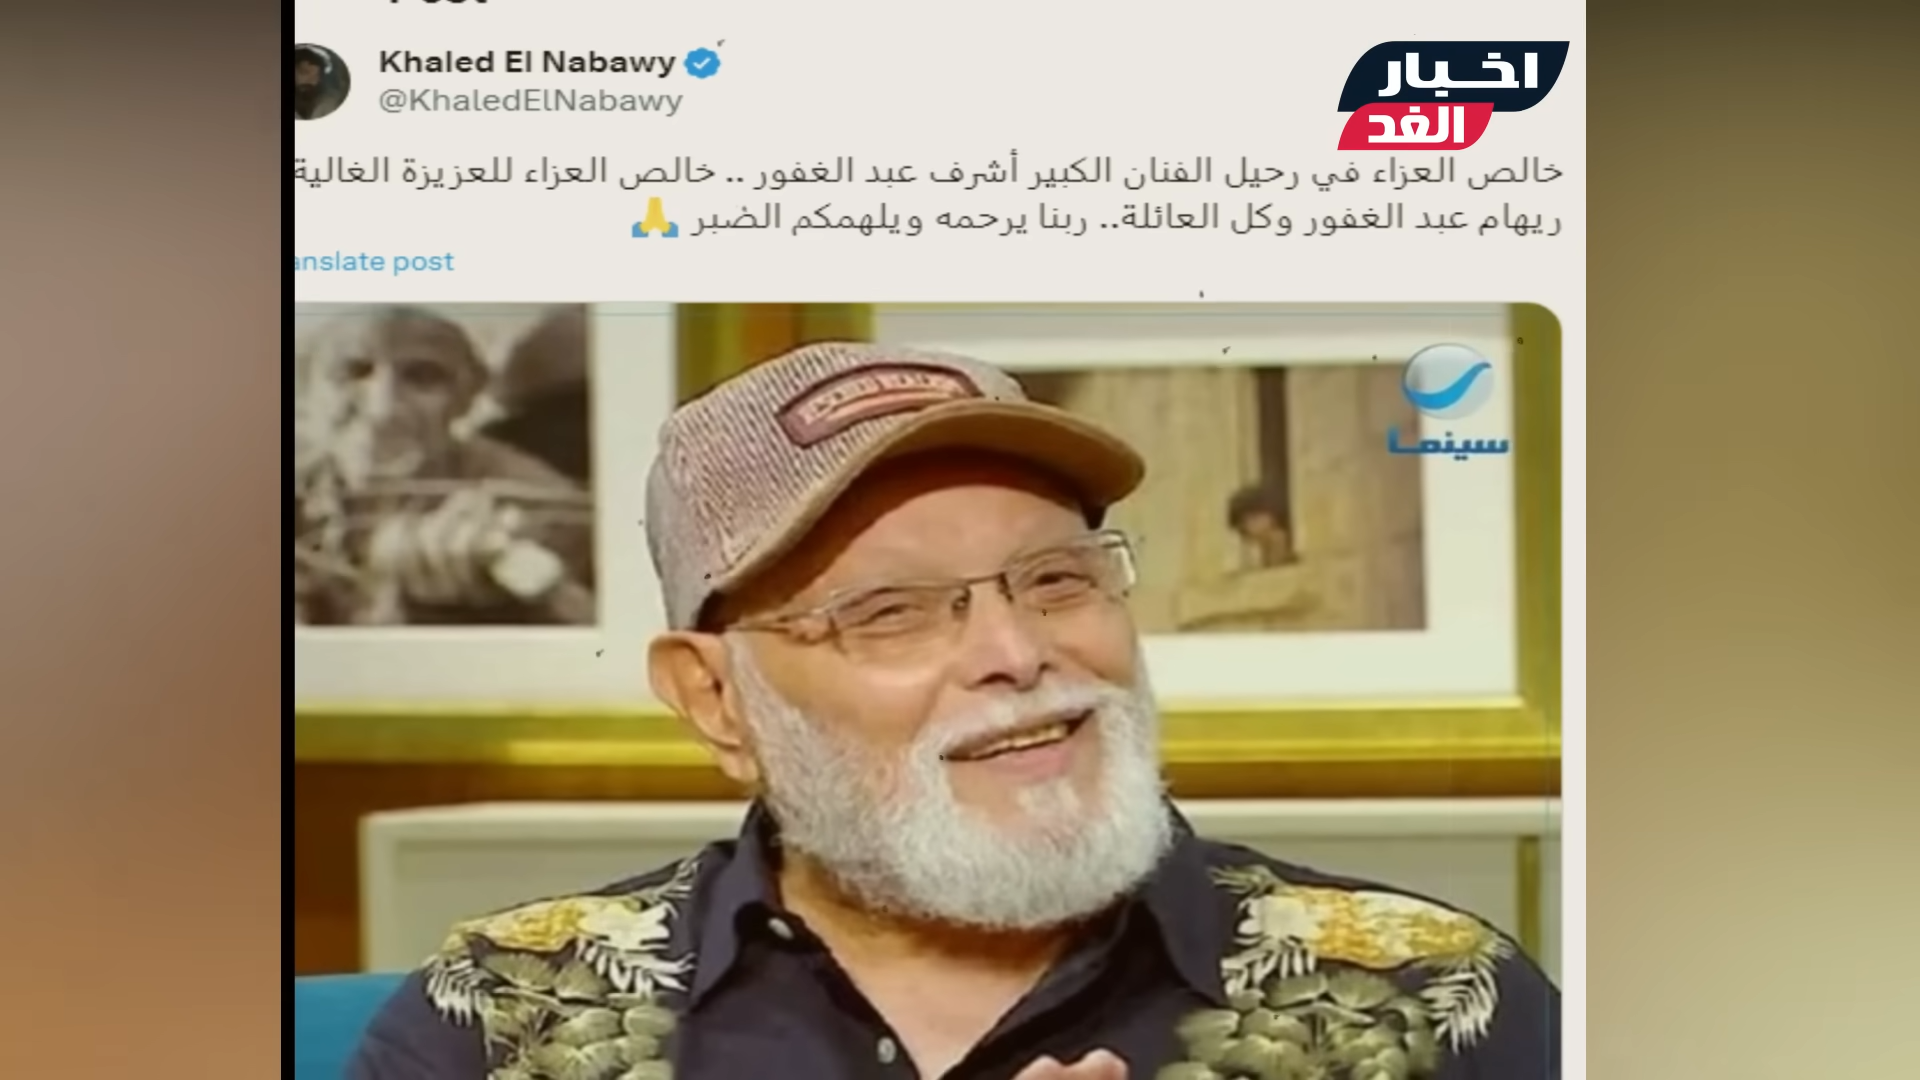 Post
Khaled El Nabawy
@KhaledElNabawy
اخبار
الغد
خالص العزاء في رحيل الفنان الكبير أشرف عبد الغفور .. خالص العزاء للعزيزة الغالية
ريهام عبد الغفور وكل العائلة.. ربنا يرحمه ويلهمكم الصبر 🙏
anslate post
سينما